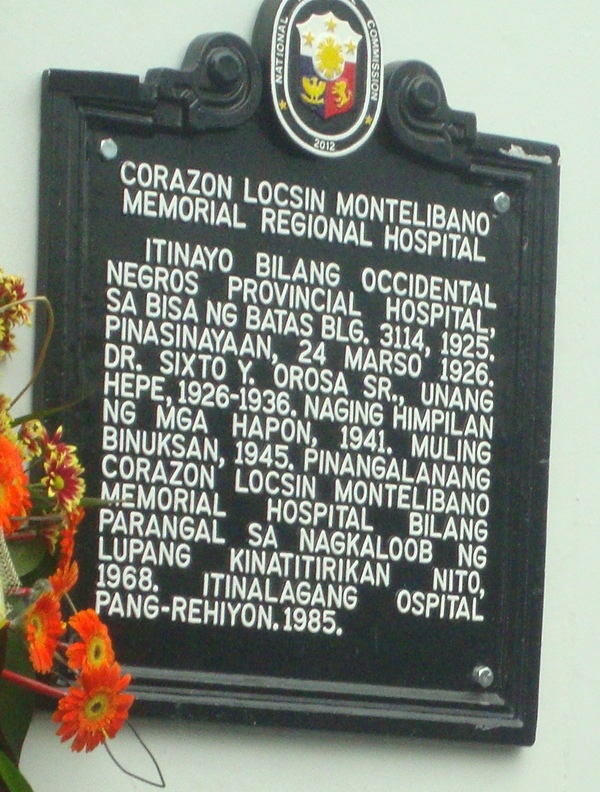 NATIONAL
COMMISSION
2012
CORAZON LOCSIN MONTELIBANO
MEMORIAL REGIONAL HOSPITAL
ITINAYO BILANG OCCIDENTAL
NEGROS PROVINCIAL HOSPITAL,
SA BISA NG BATAS BLG. 3114, 1925.
PINASINAYAAN, 24 MARSO 1926.
DR. SIXTO Y. OROSA SR., UNANG
HEPE, 1926-1936. NAGING HIMPILAN
NG MGA HAPON, 1941. MULING
BINUKSAN, 1945. PINANGALANANG
CORAZON LOCSIN MONTELIBANO
MEMORIAL HOSPITAL BILANG
PARANGAL SA NAGKALOOB NG
LUPANG KINATITIRIKAN NITO,
1968. ITINALAGANG OSPITAL
PANG-REHIYON. 1985.